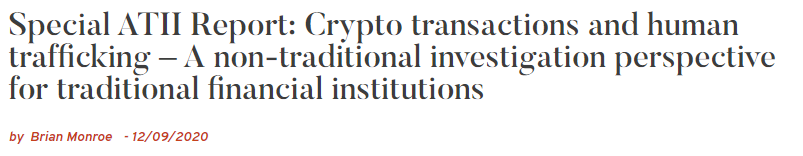 Special ATII Report: Crypto transactions and human
trafficking – A non-traditional investigation perspective
for traditional financial institutions
by Brian Monroe - 12/09/2020